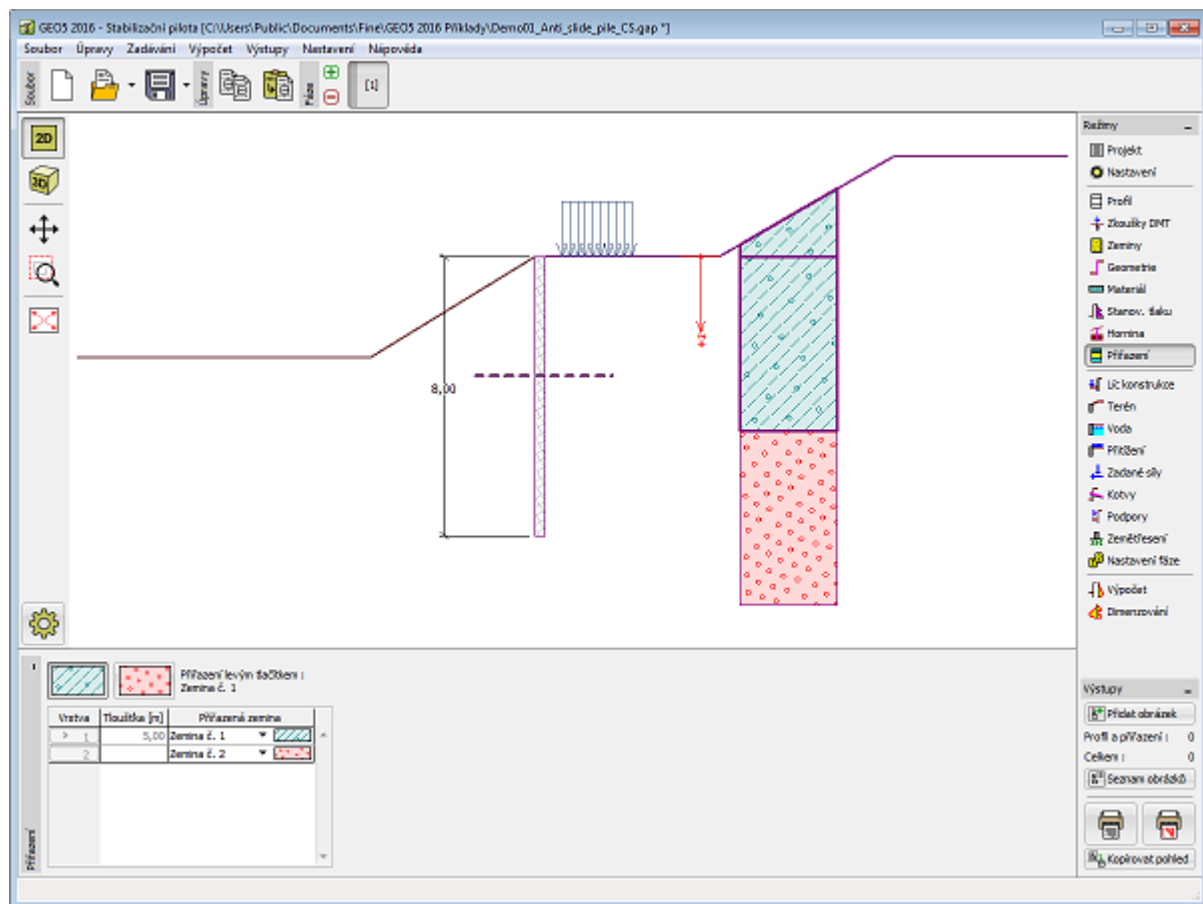 GEO5 2016 - Stabilizační pilota [C:\Users\Public\Documents\Fine\GEO5 2016 Příklady\Demo01_Anti_slide_pile_CS.gap *]
Soubor Úpravy Zadávání Výpočet Výstupy Nastavení Nápověda
Soubor
Úpravy
Fáze
[1]
2D
3D
8,00
Režimy
Projekt
Nastavení
Profil
Zkoušky DMT
Zeminy
Geometrie
Materiál
Stanov. tlaku
Hornina
Přiřazení
Líc konstrukce
Terén
Voda
Přitížení
Zadané síly
Kotvy
Podpory
Zemětřesení
Nastavení fáze
Výpočet
Dimenzování
Přiřazení levým tlačítkem :
Zemina č. 1
Vrstva Tloušťka [m] Přiřazená zemina
> 1 5,00 Zemina č. 1
2 Zemina č. 2
Přiřazení
Výstupy
Přidat obrázek
Profil a přiřazení : 0
Celkem : 0
Seznam obrázků
Kopírovat pohled